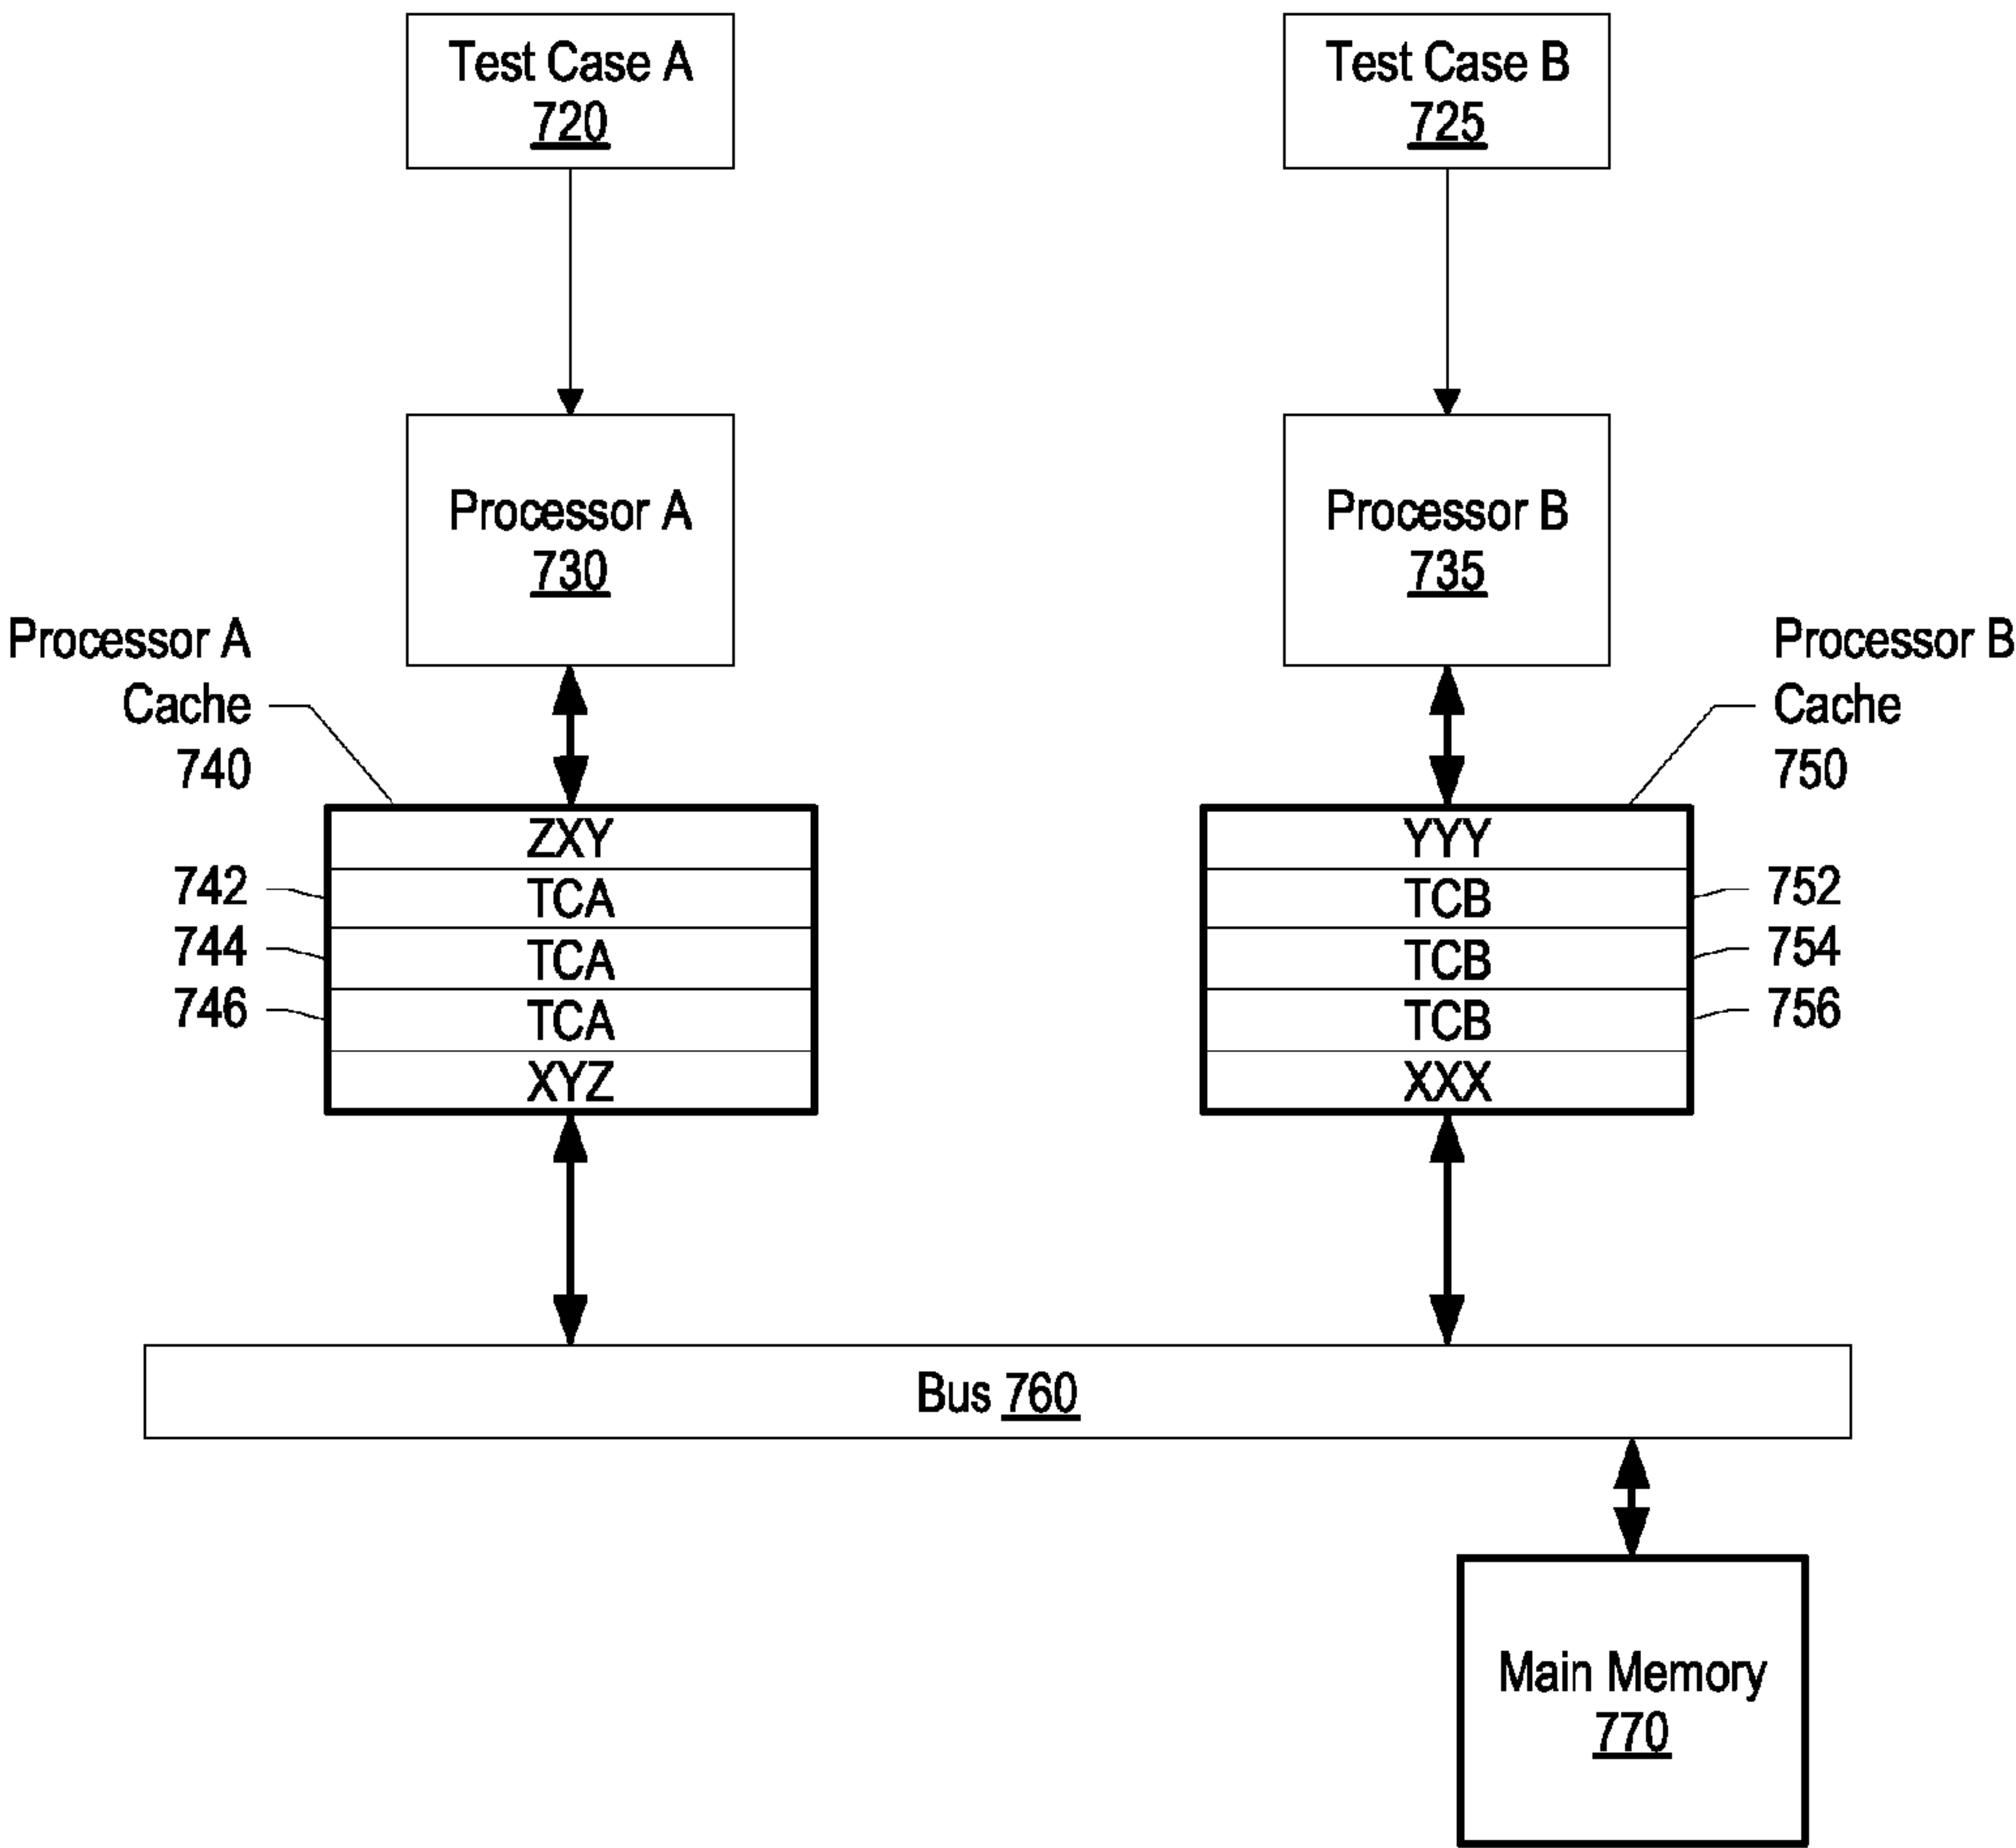 Test Case A
720
Test Case B
725
Processor A
730
Processor B
735
Processor A
Cache
740
Processor B
Cache
750
ZXY
742
TCA
744
TCA
746
TCA
XYZ
YYY
TCB
752
TCB
754
TCB
756
XXX
Bus 760
Main Memory
770